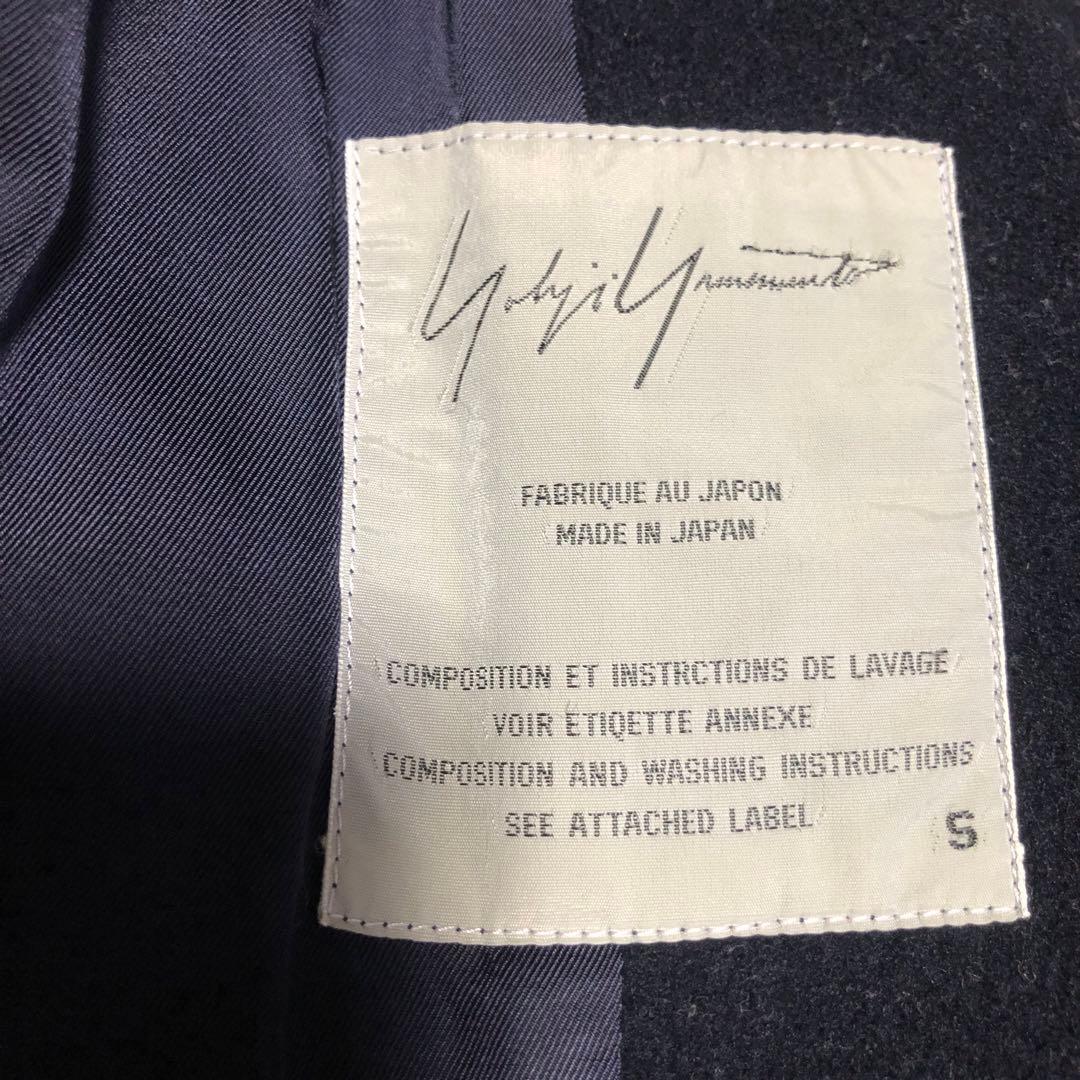 Yohji Yamamoto
FABRIQUE AU JAPON
MADE IN JAPAN
COMPOSITION ET INSTRCTIONS DE LAVAGE
VOIR ETIQETTE ANNEXE
COMPOSITION AND WASHING INSTRUCTIONS
SEE ATTACHED LABEL
S